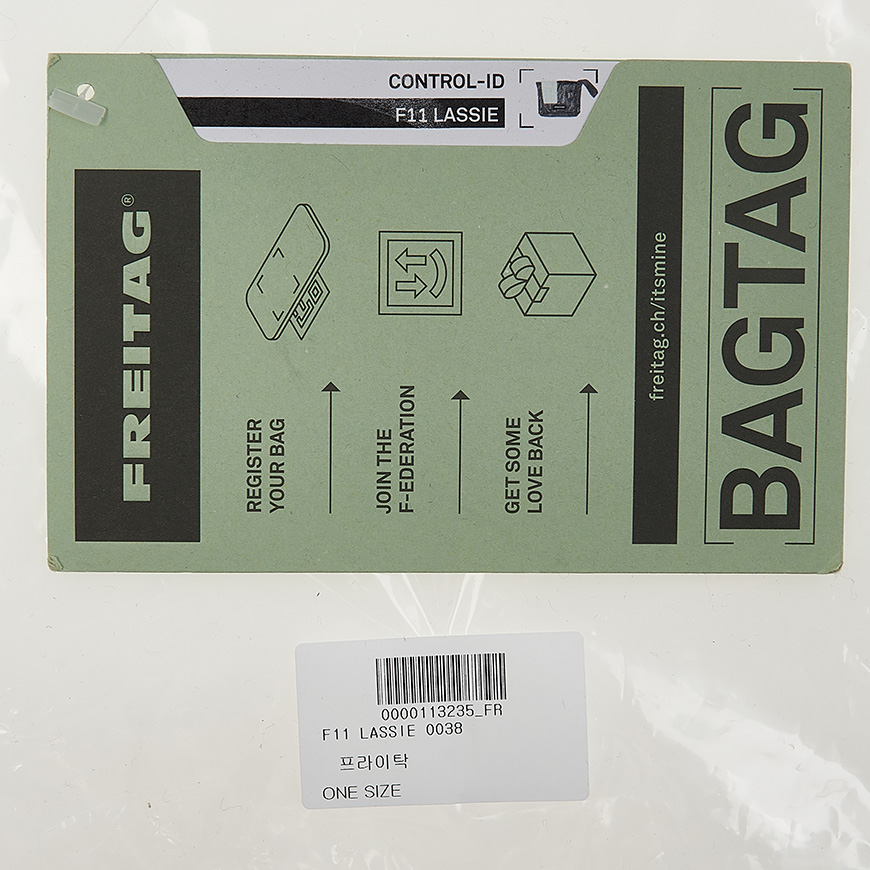 CONTROL-ID
F11 LASSIE
FREITAG®
REGISTER
YOUR BAG
JOIN THE
F-EDERATION
GET SOME
LOVE BACK
freitag.ch/itsmine
[BAGTAG]
0000113235_FR
F11 LASSIE 0038
프라이탁
ONE SIZE